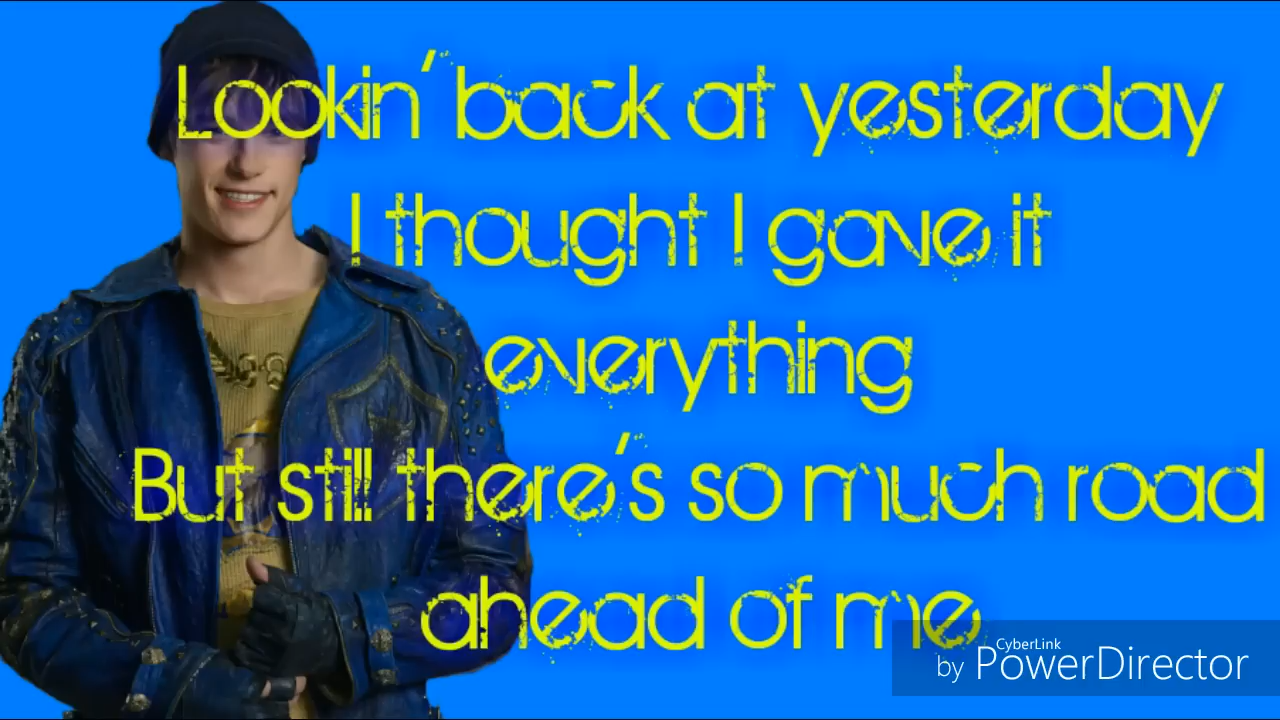 Lookin' back at yesterday
I thought I gave it
everything
But still there's so much road
ahead of me
by CyberLink PowerDirector